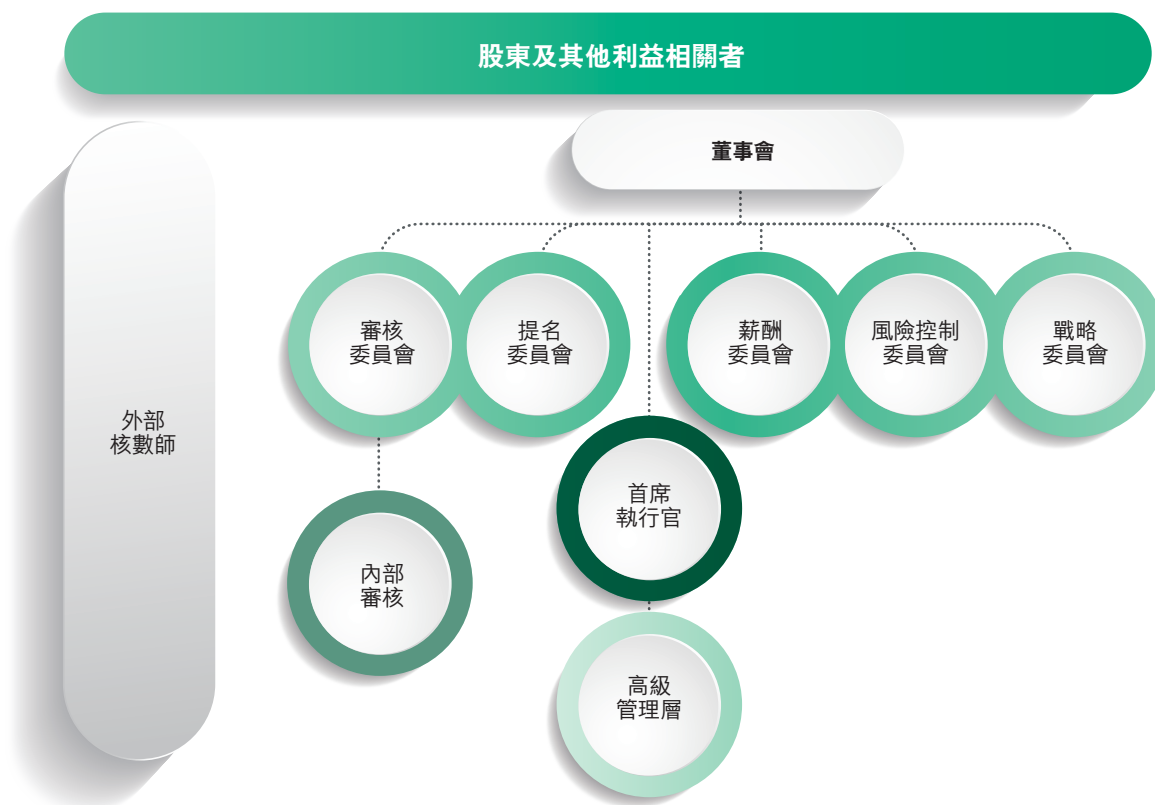 股東及其他利益相關者
董事會
審核
委員會
提名
委員會
薪酬
委員會
風險控制
委員會
戰略
委員會
外部
核數師
首席
執行官
內部
審核
高級
管理層